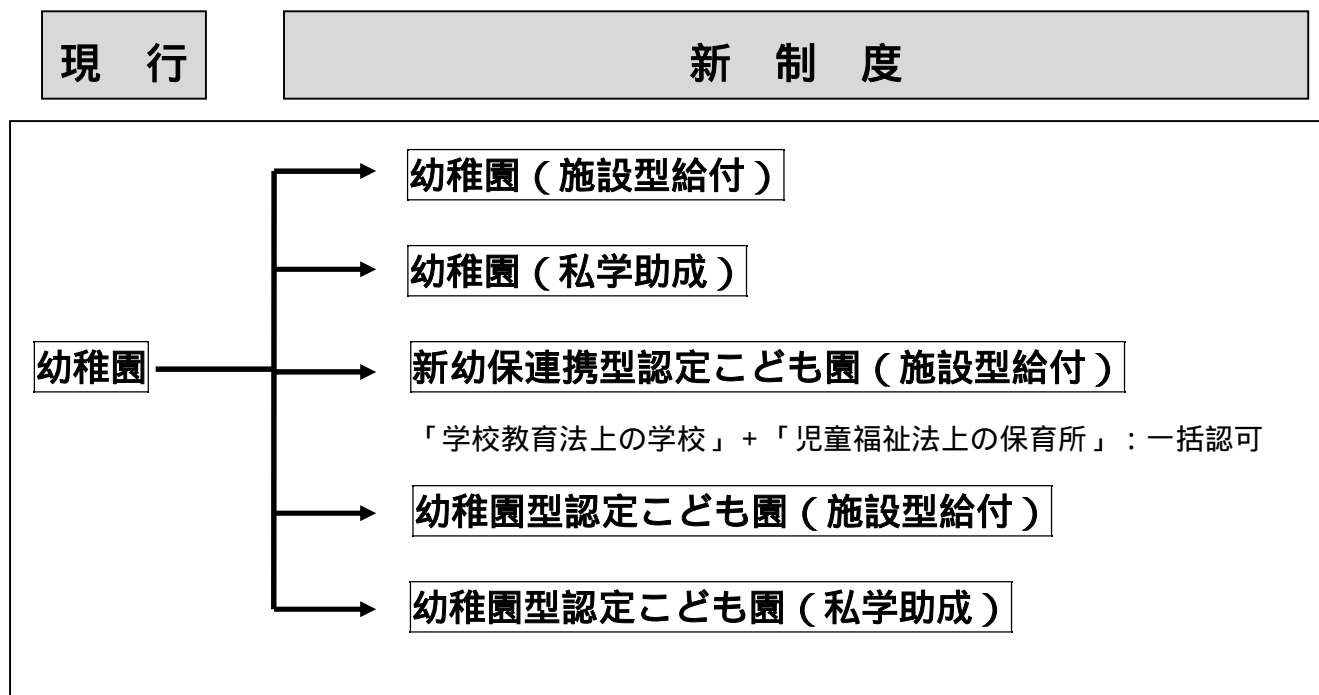 現　行
新　制　度
幼稚園（施設型給付）
幼稚園（私学助成）
幼稚園
新幼保連携型認定こども園（施設型給付）
「学校教育法上の学校」＋「児童福祉法上の保育所」：一括認可
幼稚園型認定こども園（施設型給付）
幼稚園型認定こども園（私学助成）